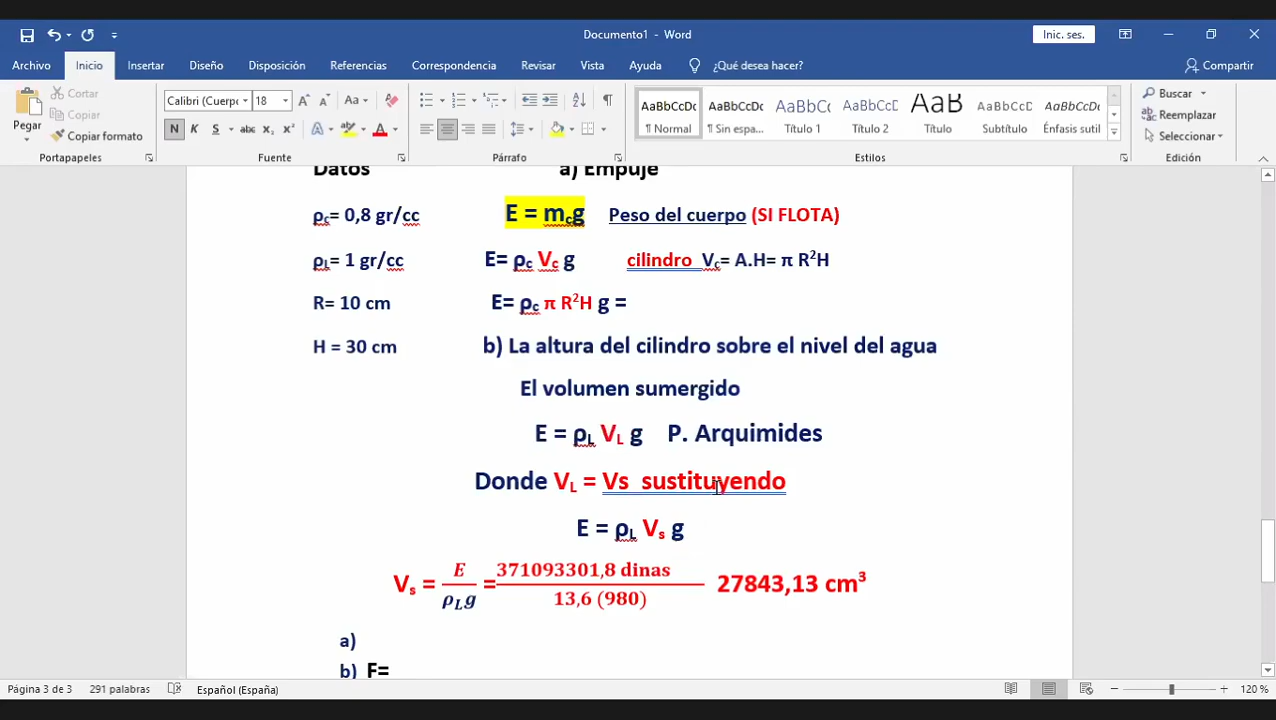 Documento1 - Word
Inic. ses.
Archivo Inicio Insertar Diseño Disposición Referencias Correspondencia Revisar Vista Ayuda ¿Qué desea hacer? Compartir
Pegar
Cortar
Copiar
Copiar formato
Portapapeles
Calibri (Cuerpo 18
Fuente
Párrafo
AaBbCcDc AaBbCcDc AaBbCc AaBbCcD AaB AaBbCcD AaBbCcDc
¶ Normal ¶ Sin espa... Título 1 Título 2 Título Subtítulo Énfasis sutil
Estilos
Buscar
Reemplazar
Seleccionar
Edición
Datos a) Empuje
ρc= 0,8 gr/cc E = mcg Peso del cuerpo (SI FLOTA)
ρL= 1 gr/cc E= ρc Vc g cilindro Vc= A.H= π R²H
R= 10 cm E= ρc π R²H g =
H = 30 cm b) La altura del cilindro sobre el nivel del agua
El volumen sumergido
E = ρL VL g P. Arquimides
Donde VL = Vs sustituyendo
E = ρL Vs g
Vs = E/ρLg = 371093301,8 dinas/13,6 (980) 27843,13 cm³
a)
b) F=
Página 3 de 3 291 palabras Español (España) 120 %